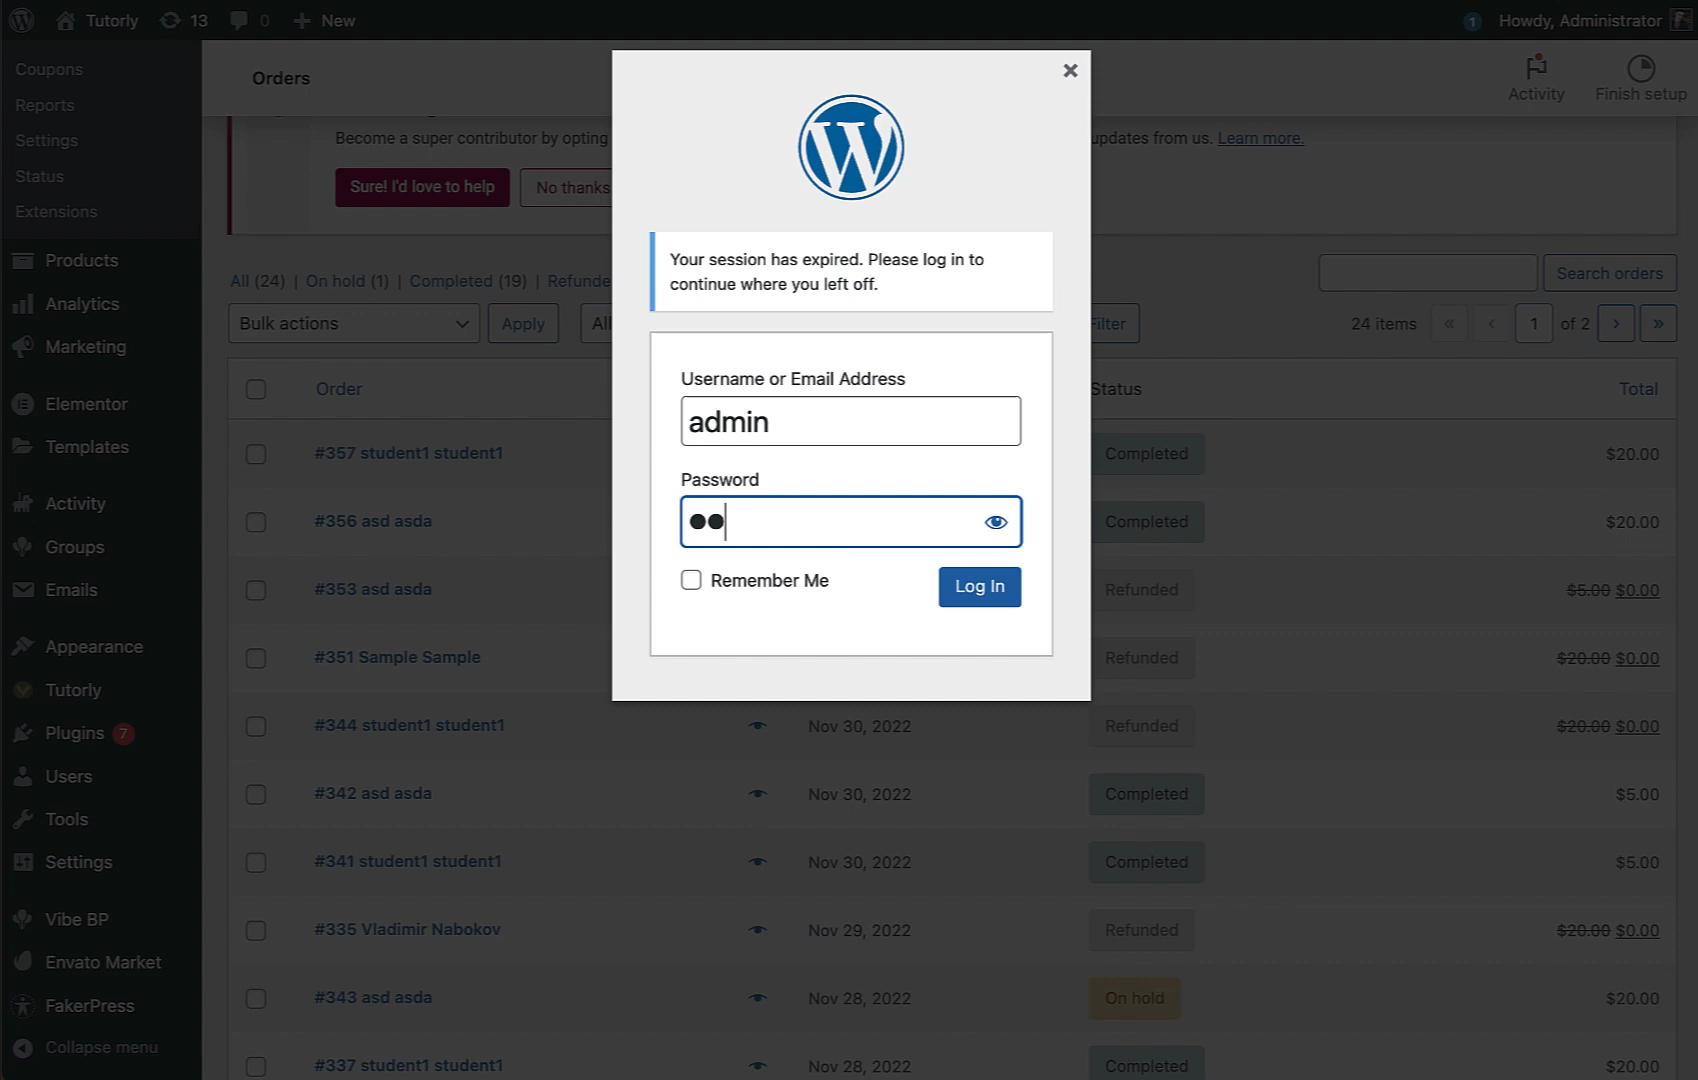 Tutorly 13 0 New
1 Howdy, Administrator
Coupons
Reports
Settings
Status
Extensions
Products
Analytics
Marketing
Elementor
Templates
Activity
Groups
Emails
Appearance
Tutorly
Plugins 7
Users
Tools
Settings
Vibe BP
Envato Market
FakerPress
Collapse menu
Orders
Activity
Finish setup
Become a super contributor by opting
updates from us. Learn more.
Sure! I'd love to help
No thanks
All (24) | On hold (1) | Completed (19) | Refunde
Search orders
Bulk actions
Apply
All
Filter
24 items « ‹ 1 of 2 › »
Order
Status
Total
#357 student1 student1
Completed
$20.00
#356 asd asda
Completed
$20.00
#353 asd asda
Refunded
$5.00 $0.00
#351 Sample Sample
Refunded
$20.00 $0.00
#344 student1 student1
Nov 30, 2022
Refunded
$20.00 $0.00
#342 asd asda
Nov 30, 2022
Completed
$5.00
#341 student1 student1
Nov 30, 2022
Completed
$5.00
#335 Vladimir Nabokov
Nov 29, 2022
Refunded
$20.00 $0.00
#343 asd asda
Nov 28, 2022
On hold
$20.00
#337 student1 student1
Nov 28, 2022
Completed
$20.00
×
W
Your session has expired. Please log in to
continue where you left off.
Username or Email Address
admin
Password
●●
Remember Me
Log In